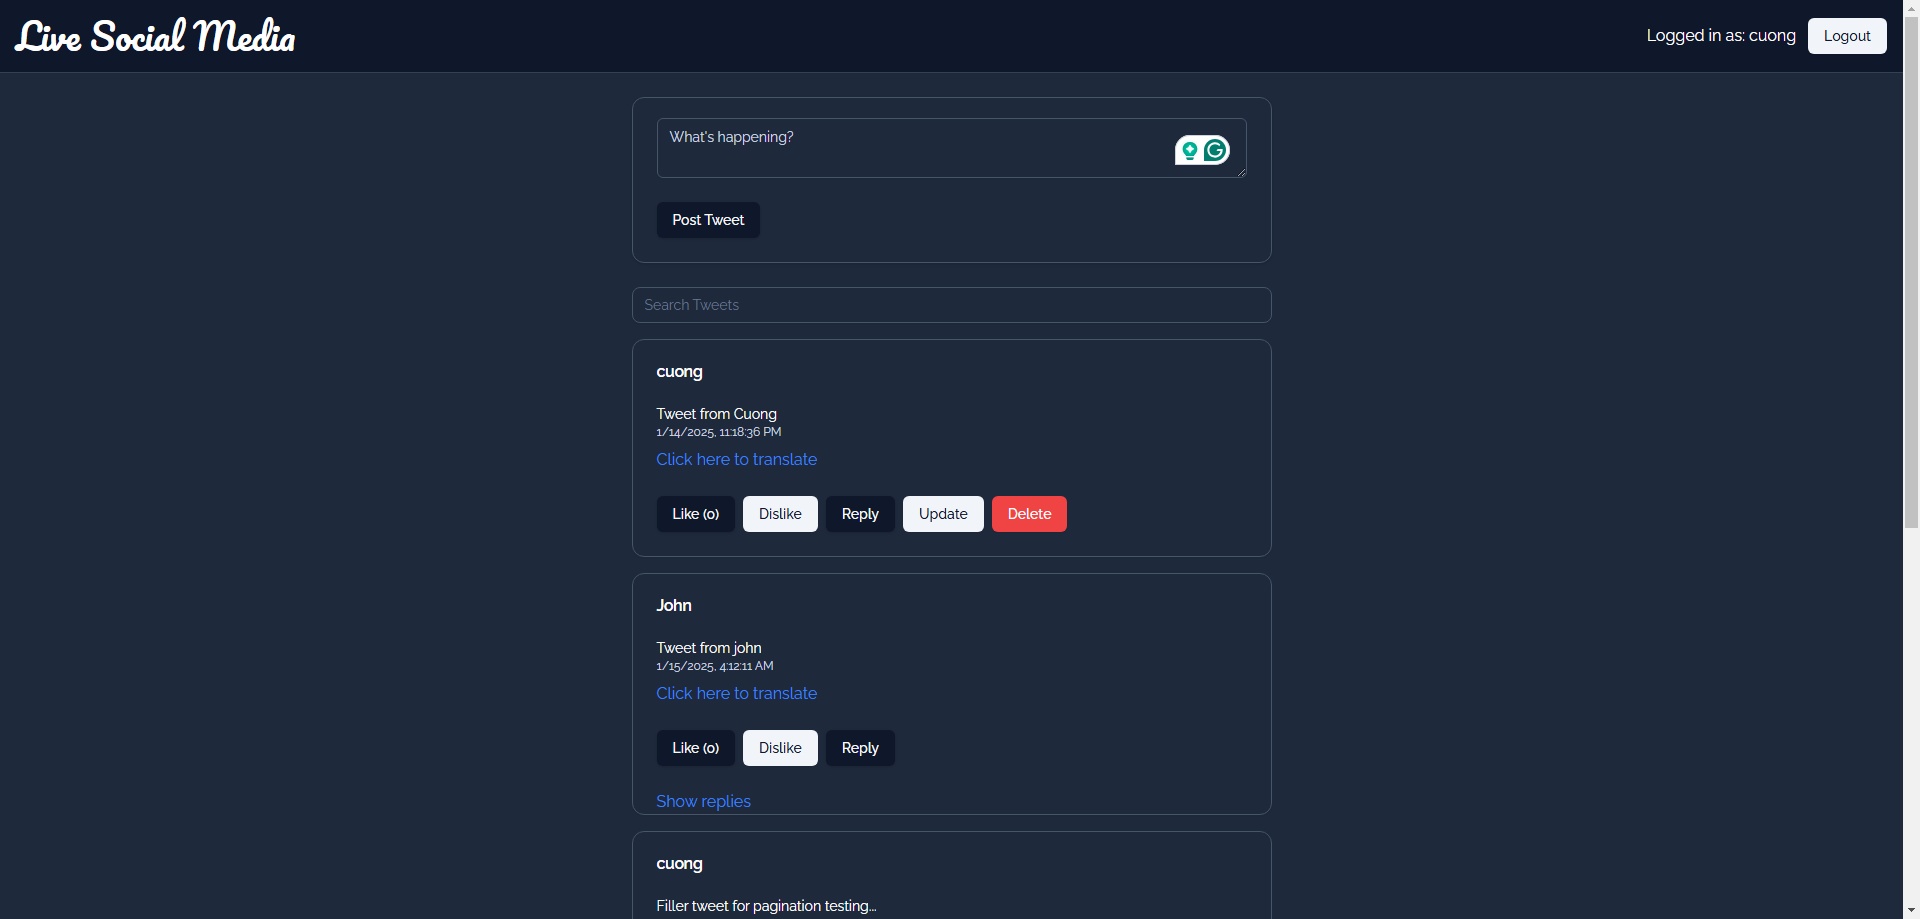 Live Social Media
Logged in as: cuong
Logout
What's happening?
Post Tweet
Search Tweets
cuong
Tweet from Cuong
1/14/2025, 11:18:36 PM
Click here to translate
Like (0)
Dislike
Reply
Update
Delete
John
Tweet from john
1/15/2025, 4:12:11 AM
Click here to translate
Like (0)
Dislike
Reply
Show replies
cuong
Filler tweet for pagination testing...